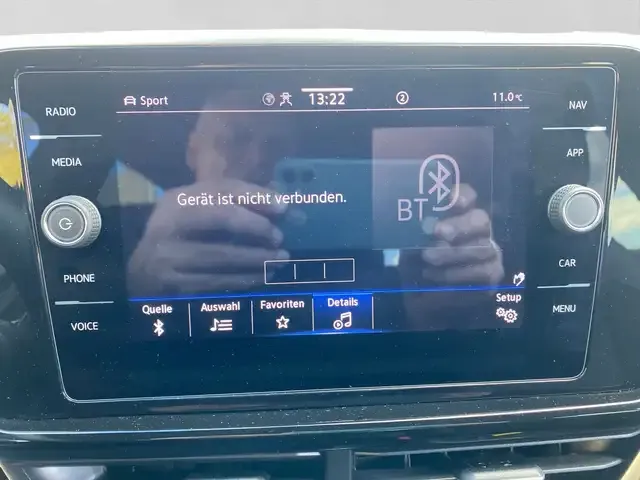 Sport 13:22 2 11.0°C
RADIO
MEDIA
PHONE
VOICE
Gerät ist nicht verbunden.
BT
Quelle Auswahl Favoriten Details Setup
NAV
APP
CAR
MENU